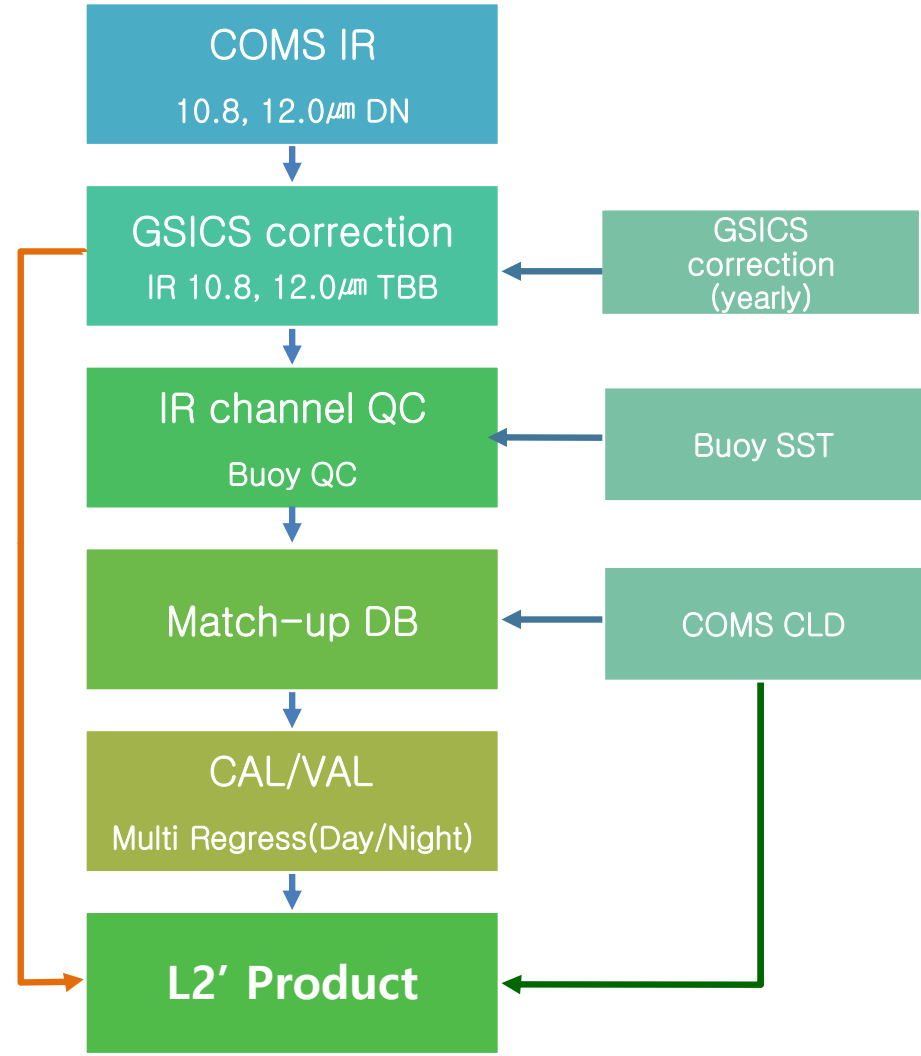 COMS IR
10.8, 12.0㎛ DN
GSICS correction
IR 10.8, 12.0㎛ TBB
GSICS
correction
(yearly)
IR channel QC
Buoy QC
Buoy SST
Match-up DB
COMS CLD
CAL/VAL
Multi Regress(Day/Night)
L2’ Product